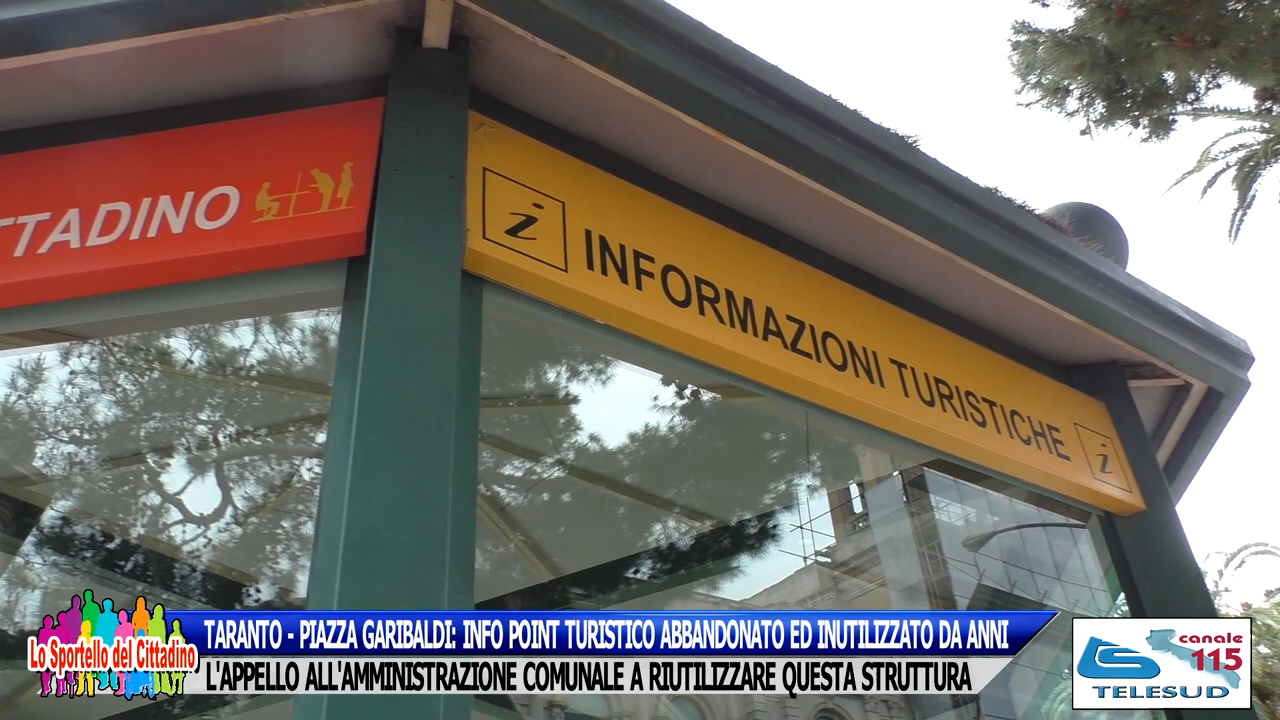 TTADINO
i INFORMAZIONI TURISTICHE i
Lo Sportello del Cittadino
TARANTO - PIAZZA GARIBALDI: INFO POINT TURISTICO ABBANDONATO ED INUTILIZZATO DA ANNI
L'APPELLO ALL'AMMINISTRAZIONE COMUNALE A RIUTILIZZARE QUESTA STRUTTURA
canale
115
TELESUD